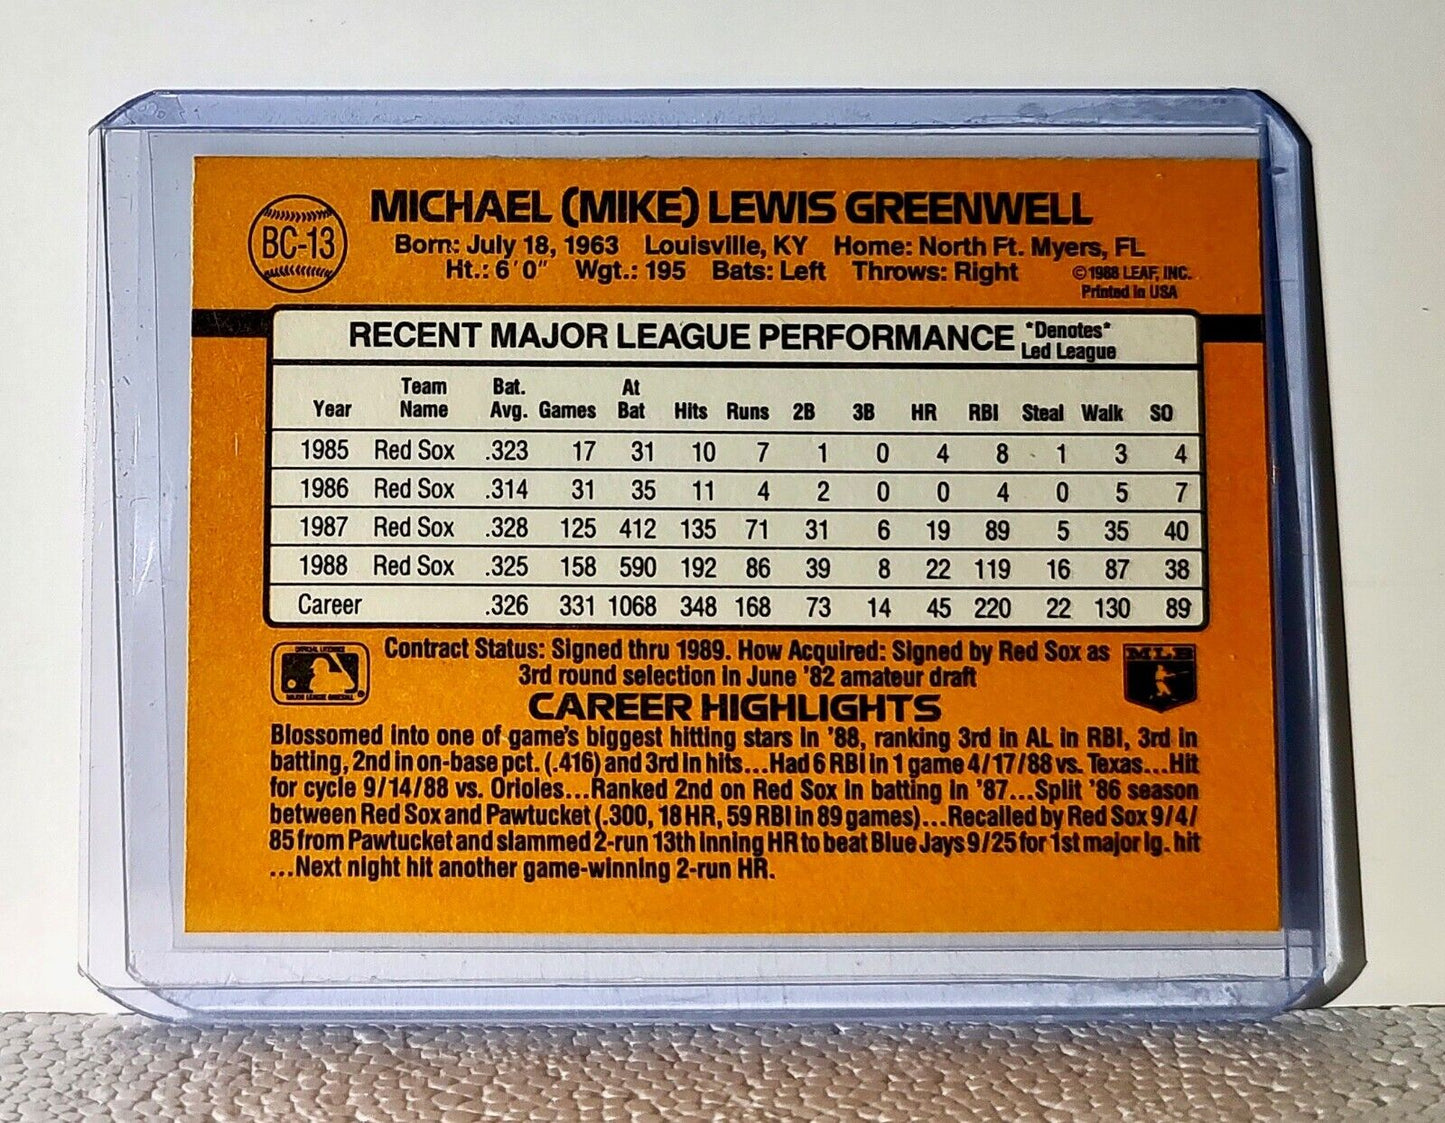 BC-13
MICHAEL (MIKE) LEWIS GREENWELL
Born: July 18, 1963 Louisville, KY Home: North Ft. Myers, FL
Ht.: 6'0" Wgt.: 195 Bats: Left Throws: Right
©1988 LEAF, INC.
Printed in USA
RECENT MAJOR LEAGUE PERFORMANCE *Denotes* Led League
Year Team Name Bat. Avg. Games At Bat Hits Runs 2B 3B HR RBI Steal Walk SO
1985 Red Sox .323 17 31 10 7 1 0 4 8 1 3 4
1986 Red Sox .314 31 35 11 4 2 0 0 4 0 5 7
1987 Red Sox .328 125 412 135 71 31 6 19 89 5 35 40
1988 Red Sox .325 158 590 192 86 39 8 22 119 16 87 38
Career .326 331 1068 348 168 73 14 45 220 22 130 89
Contract Status: Signed thru 1989. How Acquired: Signed by Red Sox as
3rd round selection in June '82 amateur draft
MLB
MAJOR LEAGUE BASEBALL
CAREER HIGHLIGHTS
Blossomed into one of game's biggest hitting stars in '88, ranking 3rd in AL in RBI, 3rd in
batting, 2nd in on-base pct. (.416) and 3rd in hits...Had 6 RBI in 1 game 4/17/88 vs. Texas...Hit
for cycle 9/14/88 vs. Orioles...Ranked 2nd on Red Sox in batting in '87...Split '86 season
between Red Sox and Pawtucket (.300, 18 HR, 59 RBI in 89 games)...Recalled by Red Sox 9/4/
85 from Pawtucket and slammed 2-run 13th inning HR to beat Blue Jays 9/25 for 1st major lg. hit
...Next night hit another game-winning 2-run HR.